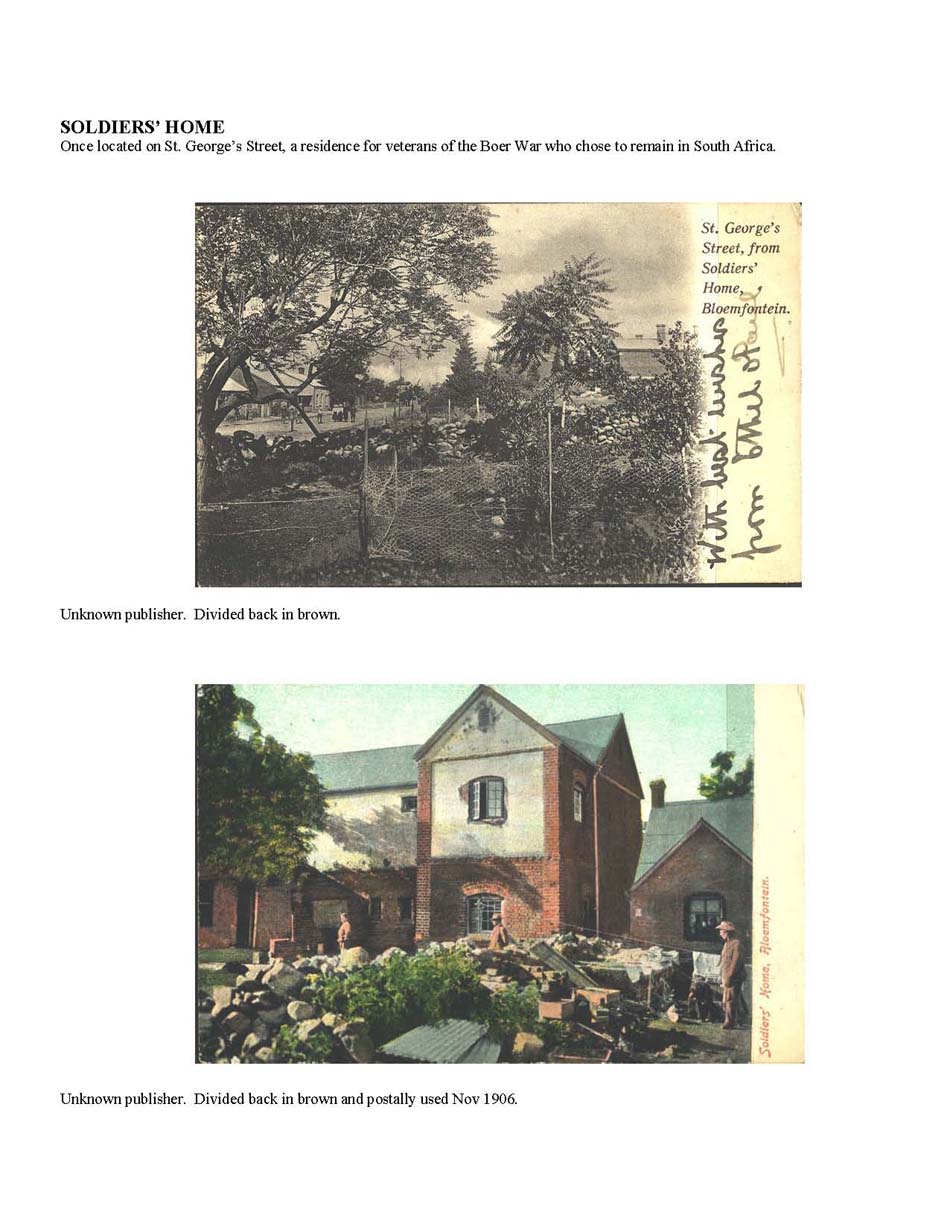 SOLDIERS' HOME
Once located on St. George's Street, a residence for veterans of the Boer War who chose to remain in South Africa.
St. George's
Street, from
Soldiers'
Home,
Bloemfontein.
With best wishes
from Ethel
Unknown publisher.  Divided back in brown.
Soldiers' Home, Bloemfontein.
Unknown publisher.  Divided back in brown and postally used Nov 1906.